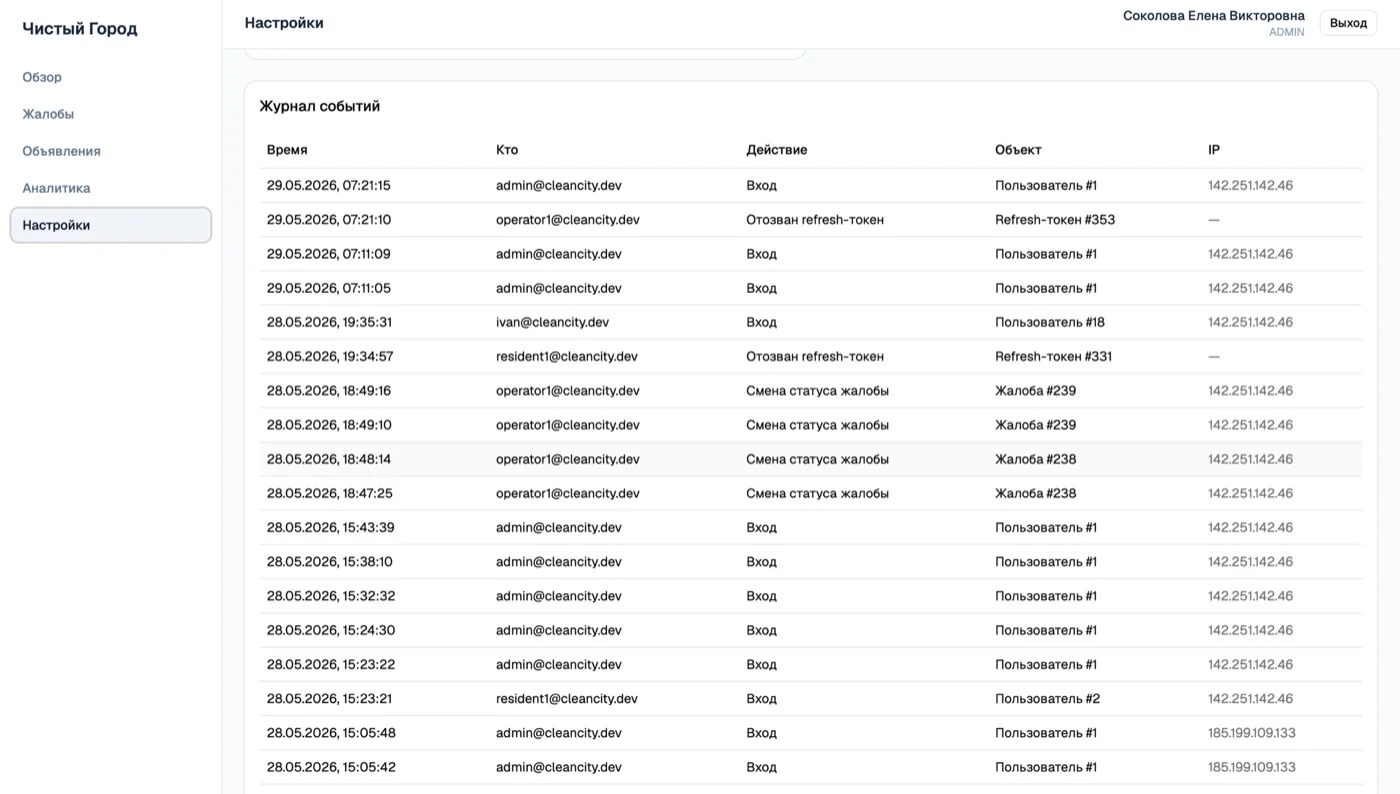 Чистый Город
Обзор
Жалобы
Объявления
Аналитика
Настройки
Настройки
Соколова Елена Викторовна
ADMIN
Выход
Журнал событий
Время Кто Действие Объект IP
29.05.2026, 07:21:15 admin@cleancity.dev Вход Пользователь #1 142.251.142.46
29.05.2026, 07:21:10 operator1@cleancity.dev Отозван refresh-токен Refresh-токен #353 —
29.05.2026, 07:11:09 admin@cleancity.dev Вход Пользователь #1 142.251.142.46
29.05.2026, 07:11:05 admin@cleancity.dev Вход Пользователь #1 142.251.142.46
28.05.2026, 19:35:31 ivan@cleancity.dev Вход Пользователь #18 142.251.142.46
28.05.2026, 19:34:57 resident1@cleancity.dev Отозван refresh-токен Refresh-токен #331 —
28.05.2026, 18:49:16 operator1@cleancity.dev Смена статуса жалобы Жалоба #239 142.251.142.46
28.05.2026, 18:49:10 operator1@cleancity.dev Смена статуса жалобы Жалоба #239 142.251.142.46
28.05.2026, 18:48:14 operator1@cleancity.dev Смена статуса жалобы Жалоба #238 142.251.142.46
28.05.2026, 18:47:25 operator1@cleancity.dev Смена статуса жалобы Жалоба #238 142.251.142.46
28.05.2026, 15:43:39 admin@cleancity.dev Вход Пользователь #1 142.251.142.46
28.05.2026, 15:38:10 admin@cleancity.dev Вход Пользователь #1 142.251.142.46
28.05.2026, 15:32:32 admin@cleancity.dev Вход Пользователь #1 142.251.142.46
28.05.2026, 15:24:30 admin@cleancity.dev Вход Пользователь #1 142.251.142.46
28.05.2026, 15:23:22 admin@cleancity.dev Вход Пользователь #1 142.251.142.46
28.05.2026, 15:23:21 resident1@cleancity.dev Вход Пользователь #2 142.251.142.46
28.05.2026, 15:05:48 admin@cleancity.dev Вход Пользователь #1 185.199.109.133
28.05.2026, 15:05:42 admin@cleancity.dev Вход Пользователь #1 185.199.109.133